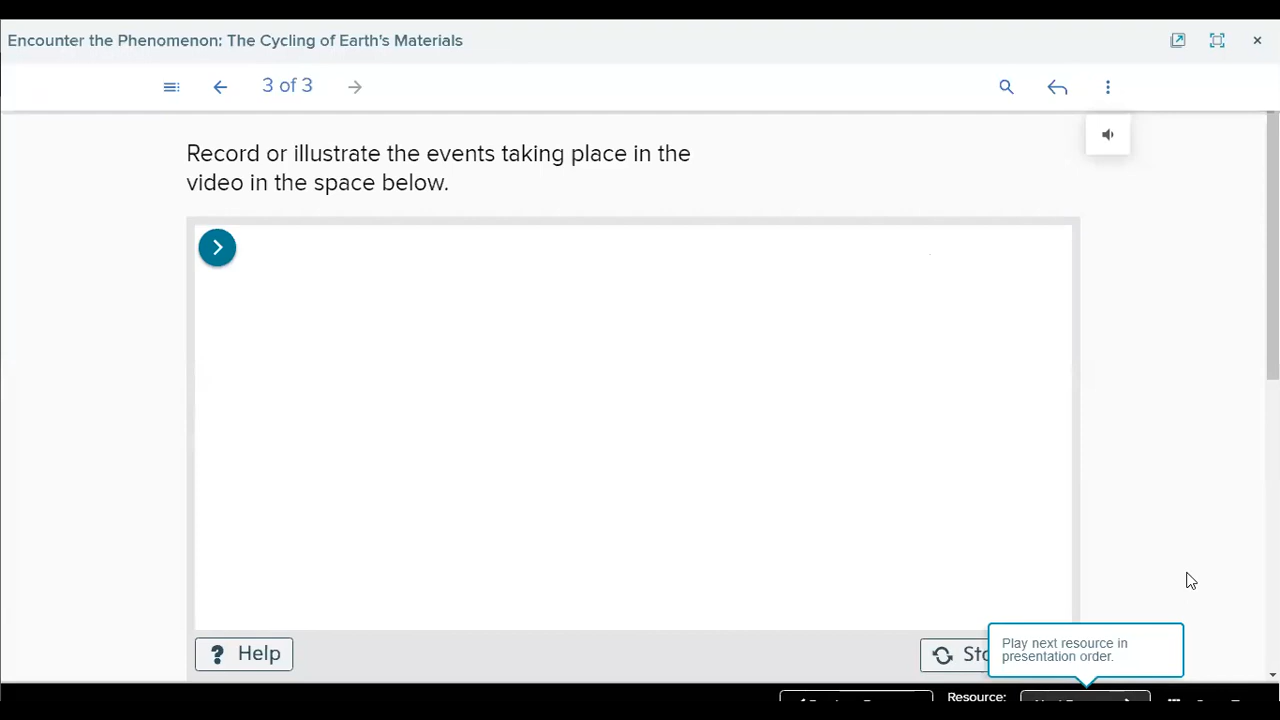 Encounter the Phenomenon: The Cycling of Earth's Materials
3 of 3
Record or illustrate the events taking place in the
video in the space below.
? Help
Play next resource in
presentation order.
Resource: